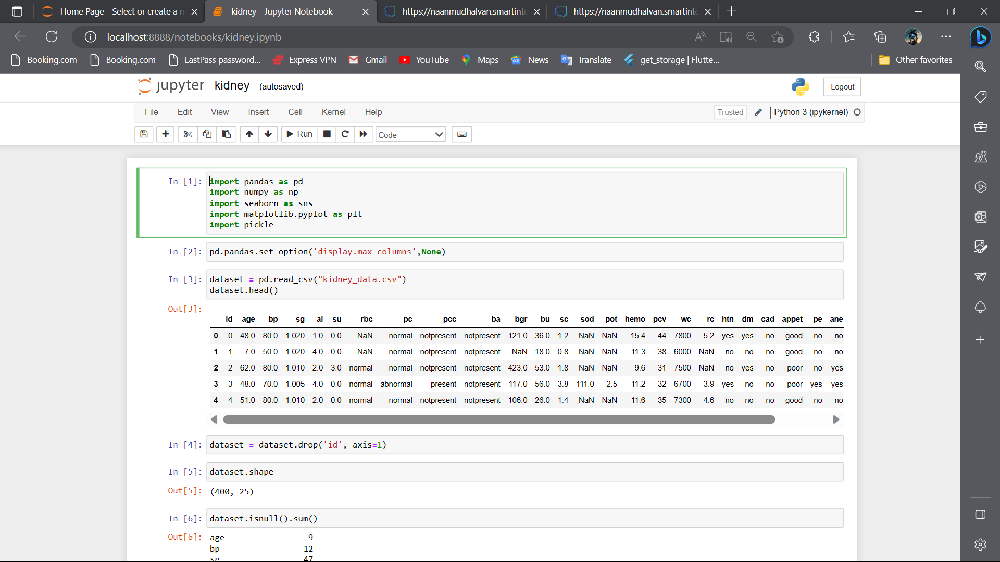 Home Page - Select or create a n
kidney - Jupyter Notebook
https://naanmudhalvan.smartinte
https://naanmudhalvan.smartinte
localhost:8888/notebooks/kidney.ipynb
Booking.com Booking.com LastPass password... Express VPN Gmail YouTube Maps News Translate get_storage | Flutte... Other favorites
jupyter kidney (autosaved) Logout
File Edit View Insert Cell Kernel Help Trusted Python 3 (ipykernel)
Run Code
In [1]: import pandas as pd
import numpy as np
import seaborn as sns
import matplotlib.pyplot as plt
import pickle
In [2]: pd.pandas.set_option('display.max_columns',None)
In [3]: dataset = pd.read_csv("kidney_data.csv")
dataset.head()
Out[3]:
id age bp sg al su rbc pc pcc ba bgr bu sc sod pot hemo pcv wc rc htn dm cad appet pe ane
0 0 48.0 80.0 1.020 1.0 0.0 NaN normal notpresent notpresent 121.0 36.0 1.2 NaN NaN 15.4 44 7800 5.2 yes yes no good no no
1 1 7.0 50.0 1.020 4.0 0.0 NaN normal notpresent notpresent NaN 18.0 0.8 NaN NaN 11.3 38 6000 NaN no no no good no no
2 2 62.0 80.0 1.010 2.0 3.0 normal normal notpresent notpresent 423.0 53.0 1.8 NaN NaN 9.6 31 7500 NaN no yes no poor no yes
3 3 48.0 70.0 1.005 4.0 0.0 normal abnormal present notpresent 117.0 56.0 3.8 111.0 2.5 11.2 32 6700 3.9 yes no no poor yes yes
4 4 51.0 80.0 1.010 2.0 0.0 normal normal notpresent notpresent 106.0 26.0 1.4 NaN NaN 11.6 35 7300 4.6 no no no good no no
In [4]: dataset = dataset.drop('id', axis=1)
In [5]: dataset.shape
Out[5]: (400, 25)
In [6]: dataset.isnull().sum()
Out[6]: age 9
bp 12
sg 47